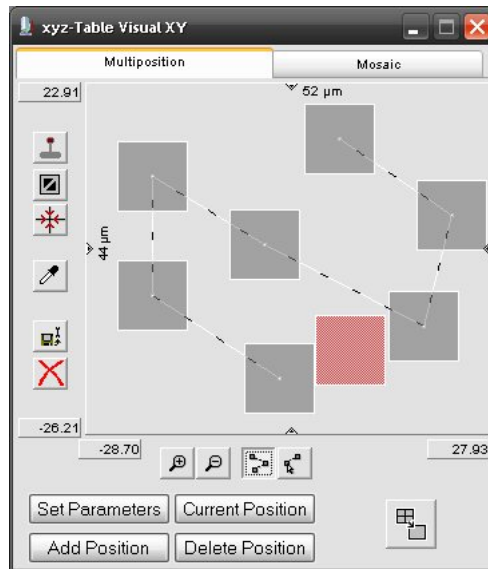 xyz-Table Visual XY
Multiposition Mosaic
22.91
52 µm
44 µm
-26.21
-28.70 27.93
Set Parameters Current Position
Add Position Delete Position